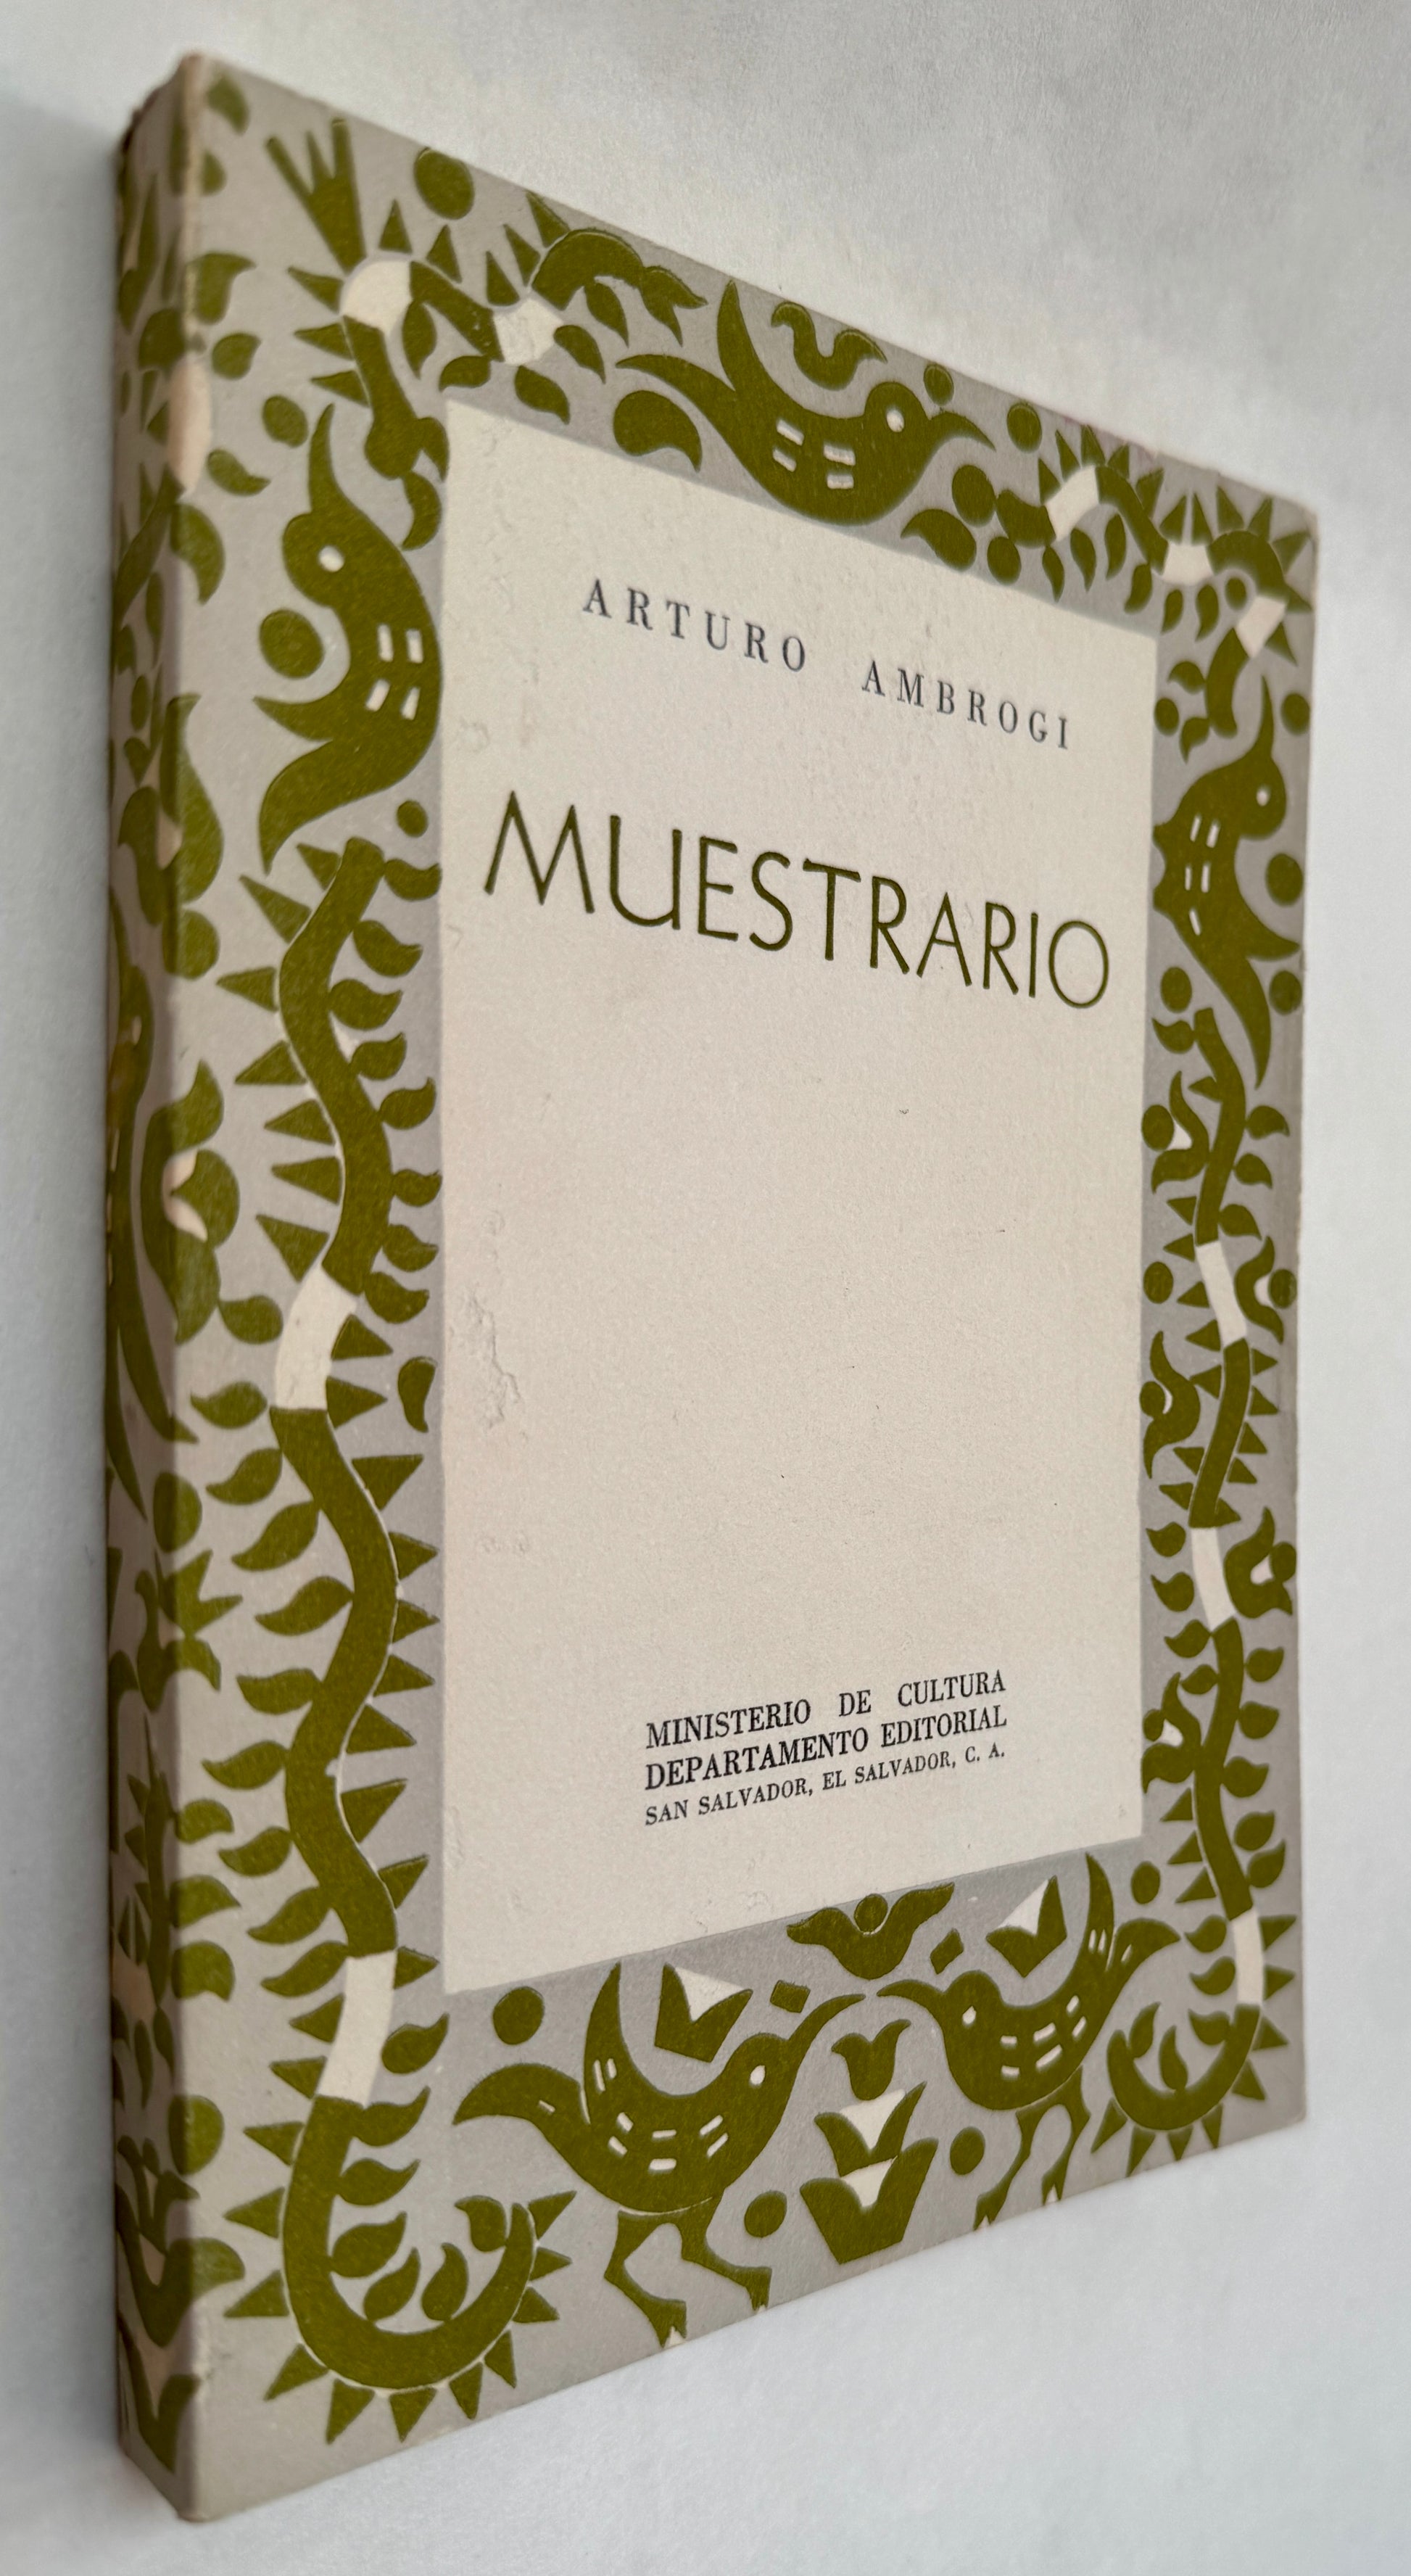 ARTURO AMBROGI
MUESTRARIO
MINISTERIO DE CULTURA
DEPARTAMENTO EDITORIAL
SAN SALVADOR, EL SALVADOR, C. A.